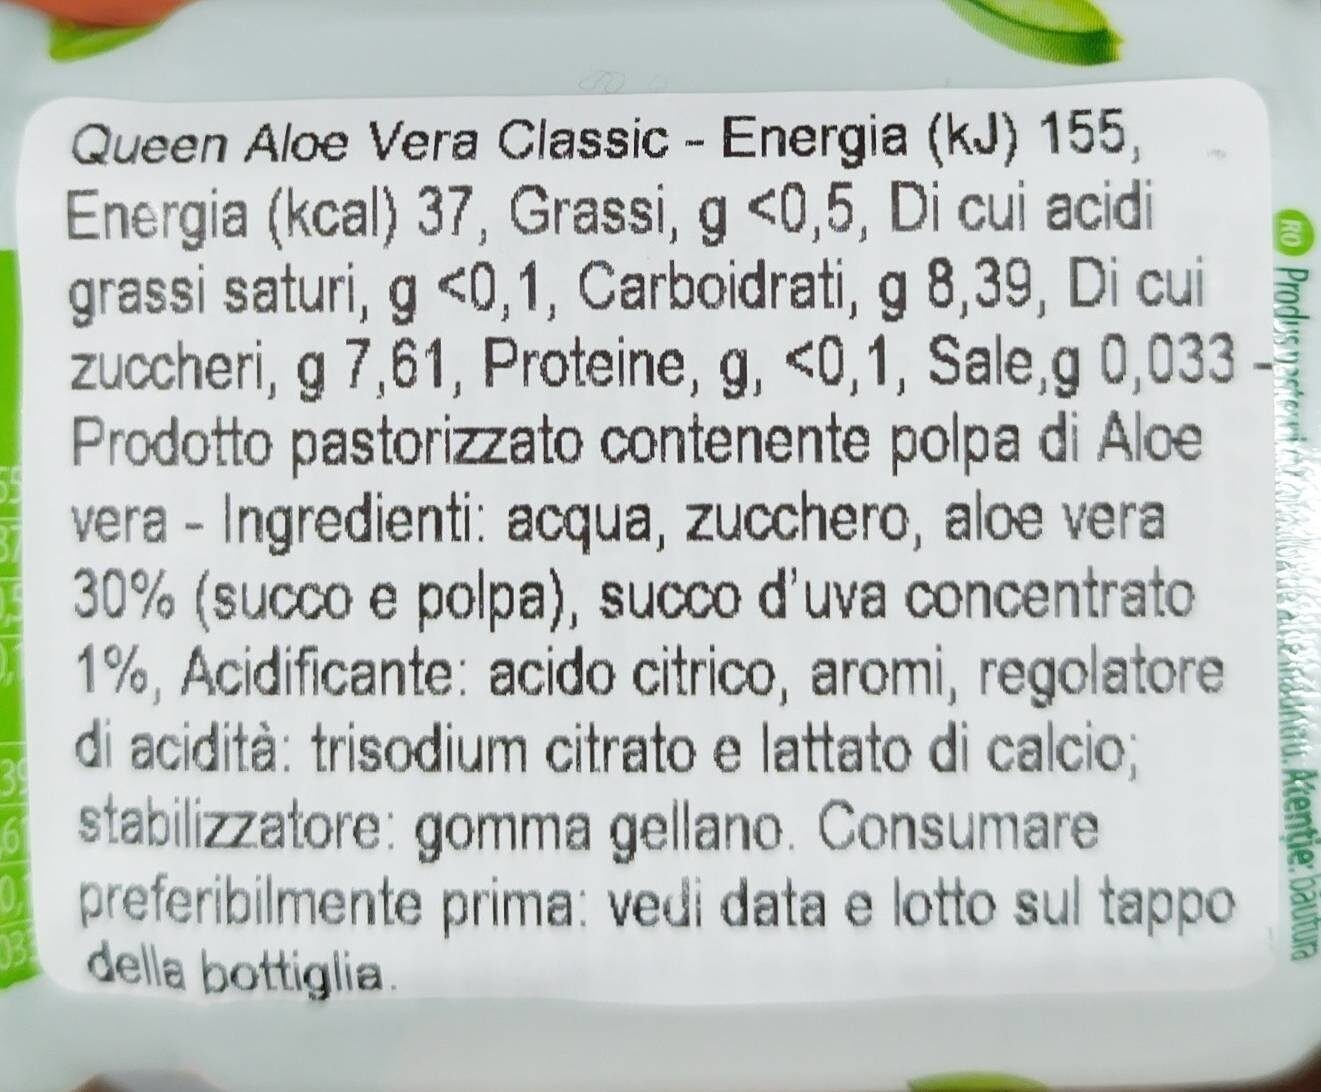 Queen Aloe Vera Classic - Energia (kJ) 155,
Energia (kcal) 37, Grassi, g <0,5, Di cui acidi
grassi saturi, g <0,1, Carboidrati, g 8,39, Di cui
zuccheri, g 7,61, Proteine, g, <0,1, Sale,g 0,033 -
Prodotto pastorizzato contenente polpa di Aloe
vera - Ingredienti: acqua, zucchero, aloe vera
30% (succo e polpa), succo d'uva concentrato
1%, Acidificante: acido citrico, aromi, regolatore
di acidità: trisodium citrato e lattato di calcio;
stabilizzatore: gomma gellano. Consumare
preferibilmente prima: vedi data e lotto sul tappo
della bottiglia.
RO Produs Atenție: băutura